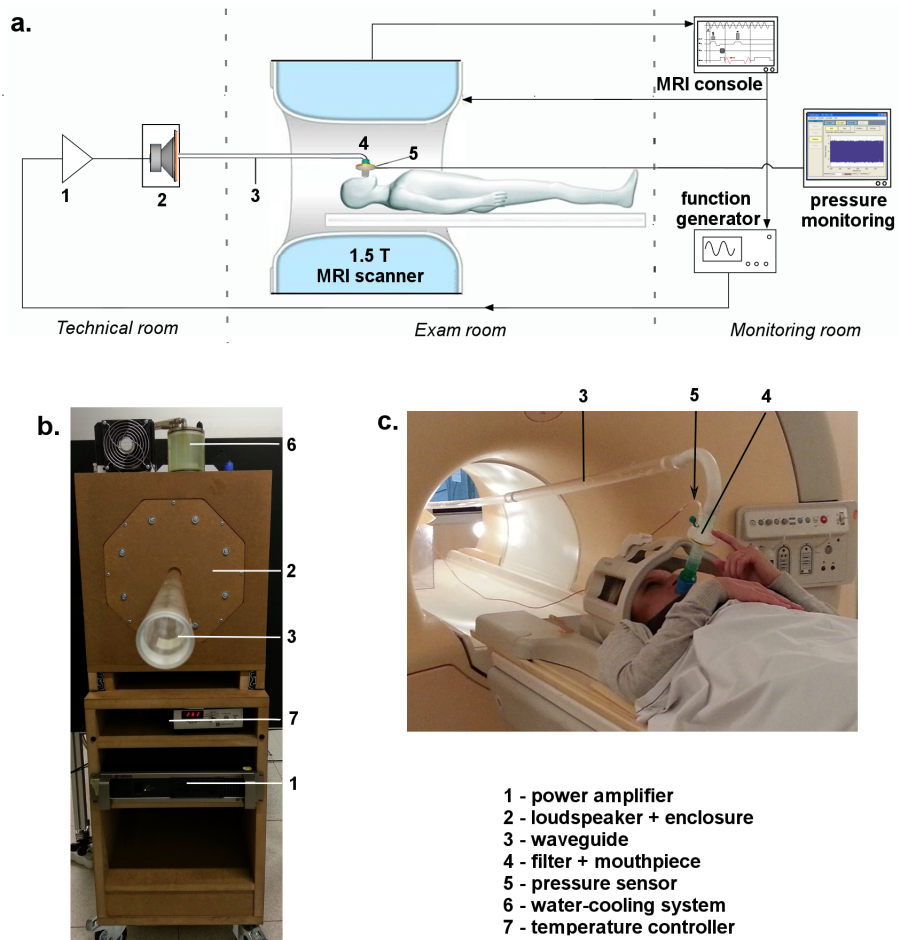 a.
MRI console
4
5
1
2
3
function
generator
pressure
monitoring
1.5 T
MRI scanner
Technical room
Exam room
Monitoring room
b.
6
2
3
7
1
c.
3
5
4
1 - power amplifier
2 - loudspeaker + enclosure
3 - waveguide
4 - filter + mouthpiece
5 - pressure sensor
6 - water-cooling system
7 - temperature controller